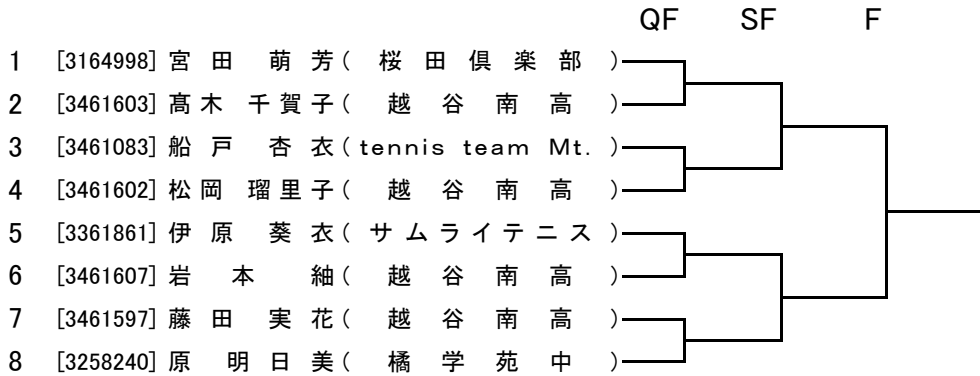 QF SF F
1 [3164998] 宮田 萌芳(桜田倶楽部)
2 [3461603] 髙木 千賀子(越谷南高)
3 [3461083] 船戸 杏衣(tennis team Mt.)
4 [3461602] 松岡 瑠里子(越谷南高)
5 [3361861] 伊原 葵衣(サムライテニス)
6 [3461607] 岩本 紬(越谷南高)
7 [3461597] 藤田 実花(越谷南高)
8 [3258240] 原 明日美(橘学苑中)